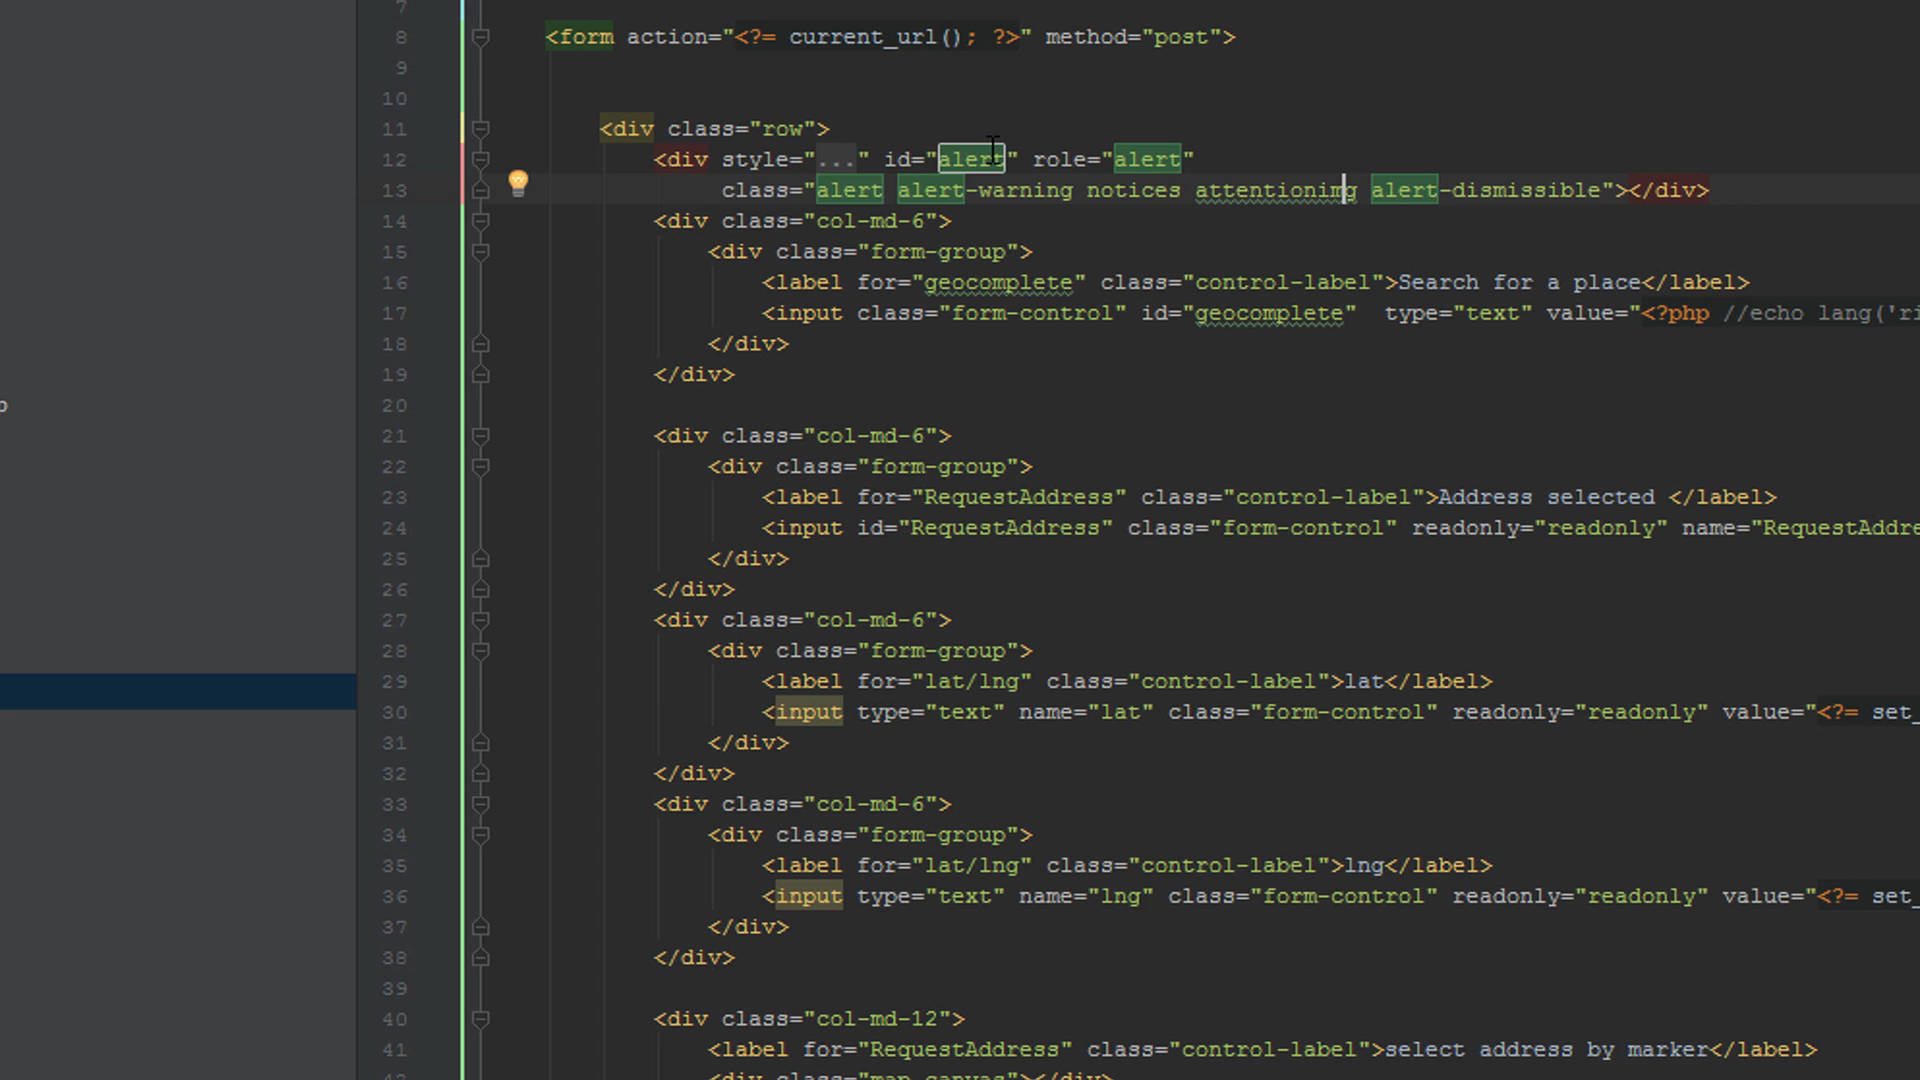 7
8 <form action="<?= current_url(); ?>" method="post">
9
10
11 <div class="row">
12 <div style="..." id="alert" role="alert"
13 class="alert alert-warning notices attentionimg alert-dismissible"></div>
14 <div class="col-md-6">
15 <div class="form-group">
16 <label for="geocomplete" class="control-label">Search for a place</label>
17 <input class="form-control" id="geocomplete" type="text" value="<?php //echo lang('ri
18 </div>
19 </div>
20
21 <div class="col-md-6">
22 <div class="form-group">
23 <label for="RequestAddress" class="control-label">Address selected </label>
24 <input id="RequestAddress" class="form-control" readonly="readonly" name="RequestAddre
25 </div>
26 </div>
27 <div class="col-md-6">
28 <div class="form-group">
29 <label for="lat/lng" class="control-label">lat</label>
30 <input type="text" name="lat" class="form-control" readonly="readonly" value="<?= set_
31 </div>
32 </div>
33 <div class="col-md-6">
34 <div class="form-group">
35 <label for="lat/lng" class="control-label">lng</label>
36 <input type="text" name="lng" class="form-control" readonly="readonly" value="<?= set_
37 </div>
38 </div>
39
40 <div class="col-md-12">
41 <label for="RequestAddress" class="control-label">select address by marker</label>
<div class="map_canvas"></div>